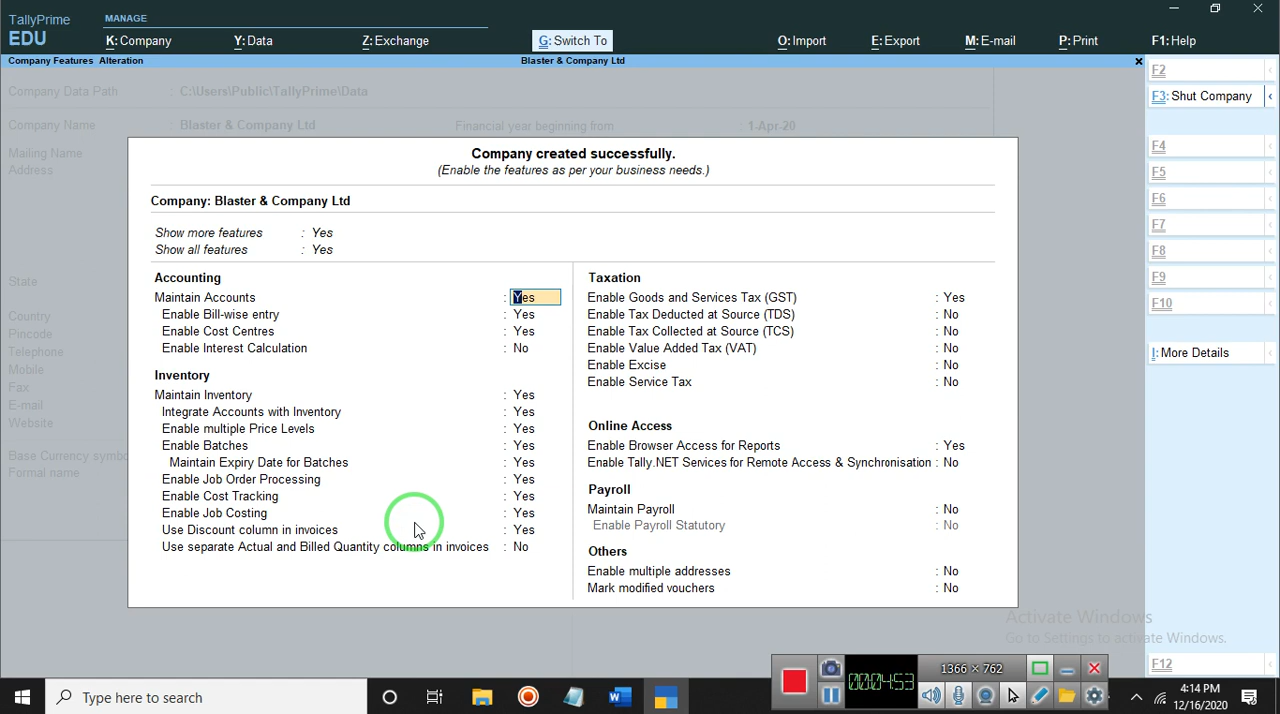 TallyPrime
EDU
MANAGE
K: Company
Y: Data
Z: Exchange
G: Switch To
O: Import
E: Export
M: E-mail
P: Print
F1: Help
Company Features Alteration
Blaster & Company Ltd
F2
F3: Shut Company
F4
F5
F6
F7
F8
F9
F10
I: More Details
F12
Company Data Path : C:\Users\Public\TallyPrime\Data
Company Name : Blaster & Company Ltd
Financial year beginning from : 1-Apr-20
Mailing Name
Address
State
Country
Pincode
Telephone
Mobile
Fax
E-mail
Website
Base Currency symbo
Formal name
Company created successfully.
(Enable the features as per your business needs.)
Company: Blaster & Company Ltd
Show more features : Yes
Show all features : Yes
Accounting
Maintain Accounts : Yes
Enable Bill-wise entry : Yes
Enable Cost Centres : Yes
Enable Interest Calculation : No
Inventory
Maintain Inventory : Yes
Integrate Accounts with Inventory : Yes
Enable multiple Price Levels : Yes
Enable Batches : Yes
Maintain Expiry Date for Batches : Yes
Enable Job Order Processing : Yes
Enable Cost Tracking : Yes
Enable Job Costing : Yes
Use Discount column in invoices : Yes
Use separate Actual and Billed Quantity columns in invoices : No
Taxation
Enable Goods and Services Tax (GST) : Yes
Enable Tax Deducted at Source (TDS) : No
Enable Tax Collected at Source (TCS) : No
Enable Value Added Tax (VAT) : No
Enable Excise : No
Enable Service Tax : No
Online Access
Enable Browser Access for Reports : Yes
Enable Tally.NET Services for Remote Access & Synchronisation : No
Payroll
Maintain Payroll : No
Enable Payroll Statutory : No
Others
Enable multiple addresses : No
Mark modified vouchers : No
Activate Windows
Go to Settings to activate Windows.
00:04:53
1366 × 762
Type here to search
4:14 PM
12/16/2020